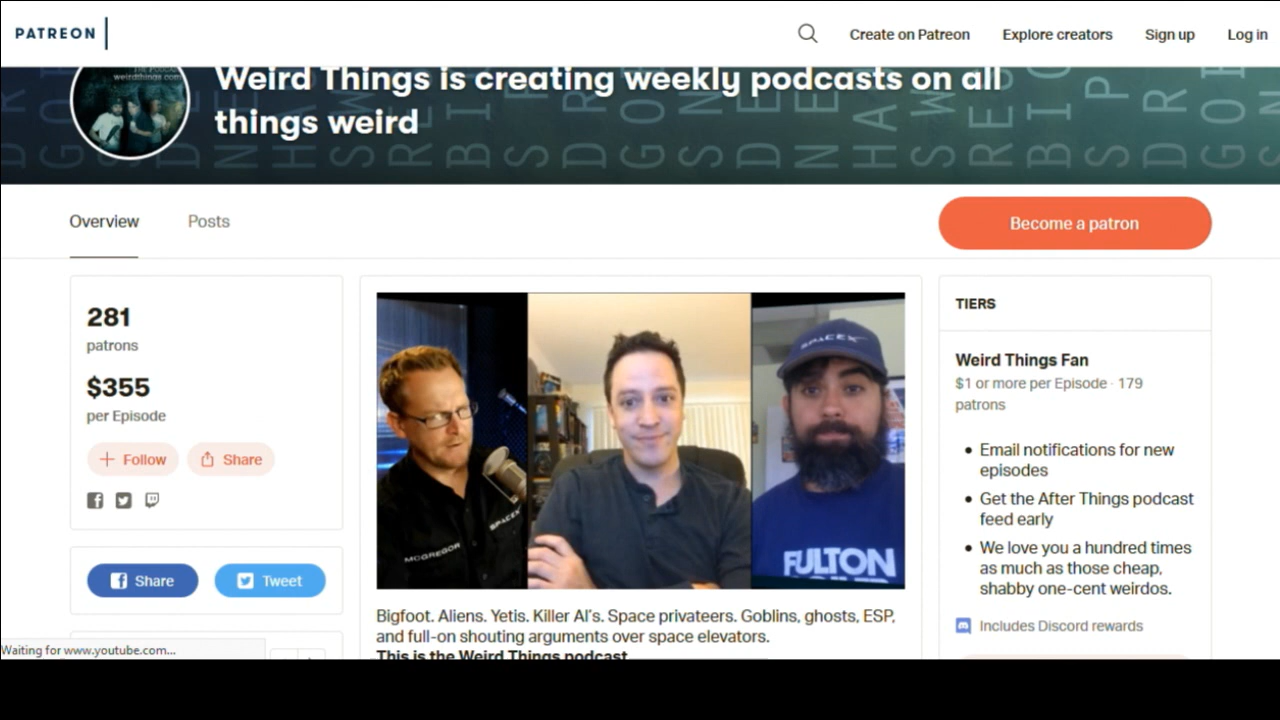 PATREON
Create on Patreon
Explore creators
Sign up
Log in
weirdthings.com
Weird Things is creating weekly podcasts on all
things weird
Overview
Posts
Become a patron
281
patrons
$355
per Episode
Follow
Share
Share
Tweet
SPACEX
MCGREGOR
SPACEX
FULTON
Bigfoot. Aliens. Yetis. Killer AI's. Space privateers. Goblins, ghosts, ESP,
and full-on shouting arguments over space elevators.
This is the Weird Things podcast
TIERS
Weird Things Fan
$1 or more per Episode · 179
patrons
• Email notifications for new
episodes
• Get the After Things podcast
feed early
• We love you a hundred times
as much as those cheap,
shabby one-cent weirdos.
Includes Discord rewards
Waiting for www.youtube.com...